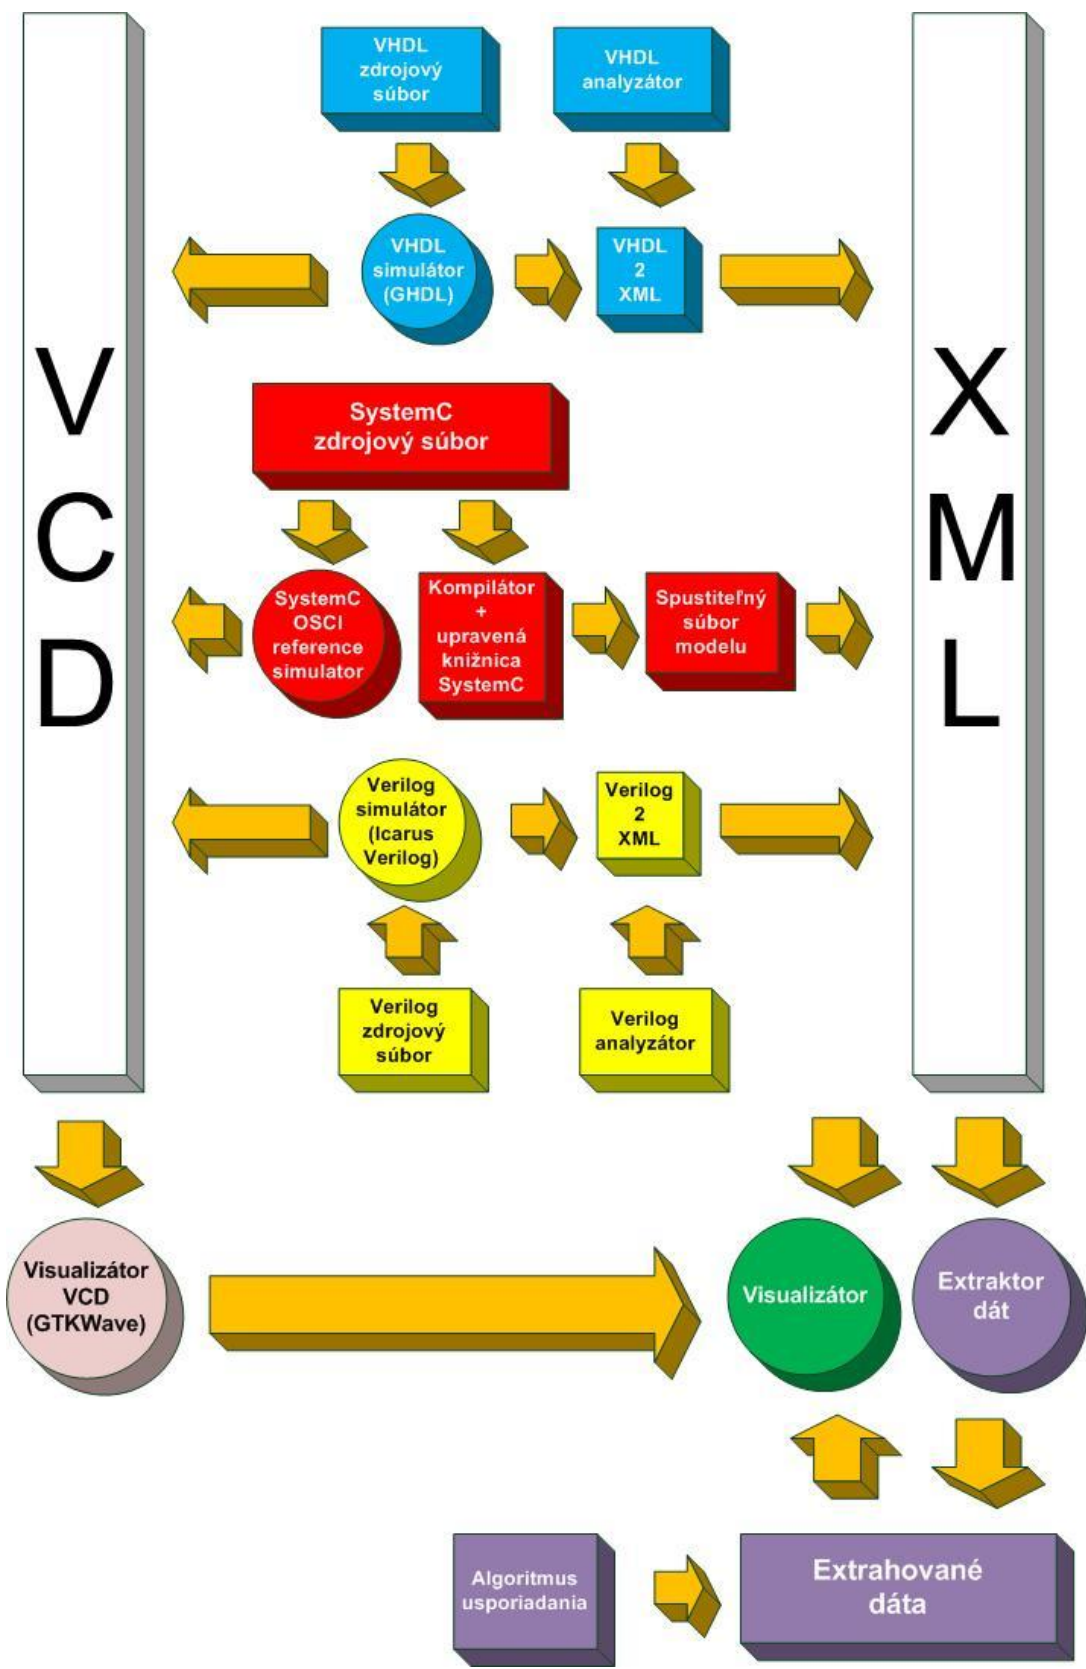 VHDL
zdrojový
súbor
VHDL
analyzátor
VHDL
simulátor
(GHDL)
VHDL
2
XML
V
C
D
X
M
L
SystemC
zdrojový súbor
SystemC
OSCI
reference
simulator
Kompilátor
+
upravená
knižnica
SystemC
Spustiteľný
súbor
modelu
Verilog
simulátor
(Icarus
Verilog)
Verilog
2
XML
Verilog
zdrojový
súbor
Verilog
analyzátor
Visualizátor
VCD
(GTKWave)
Visualizátor
Extraktor
dát
Algoritmus
usporiadania
Extrahované
dáta